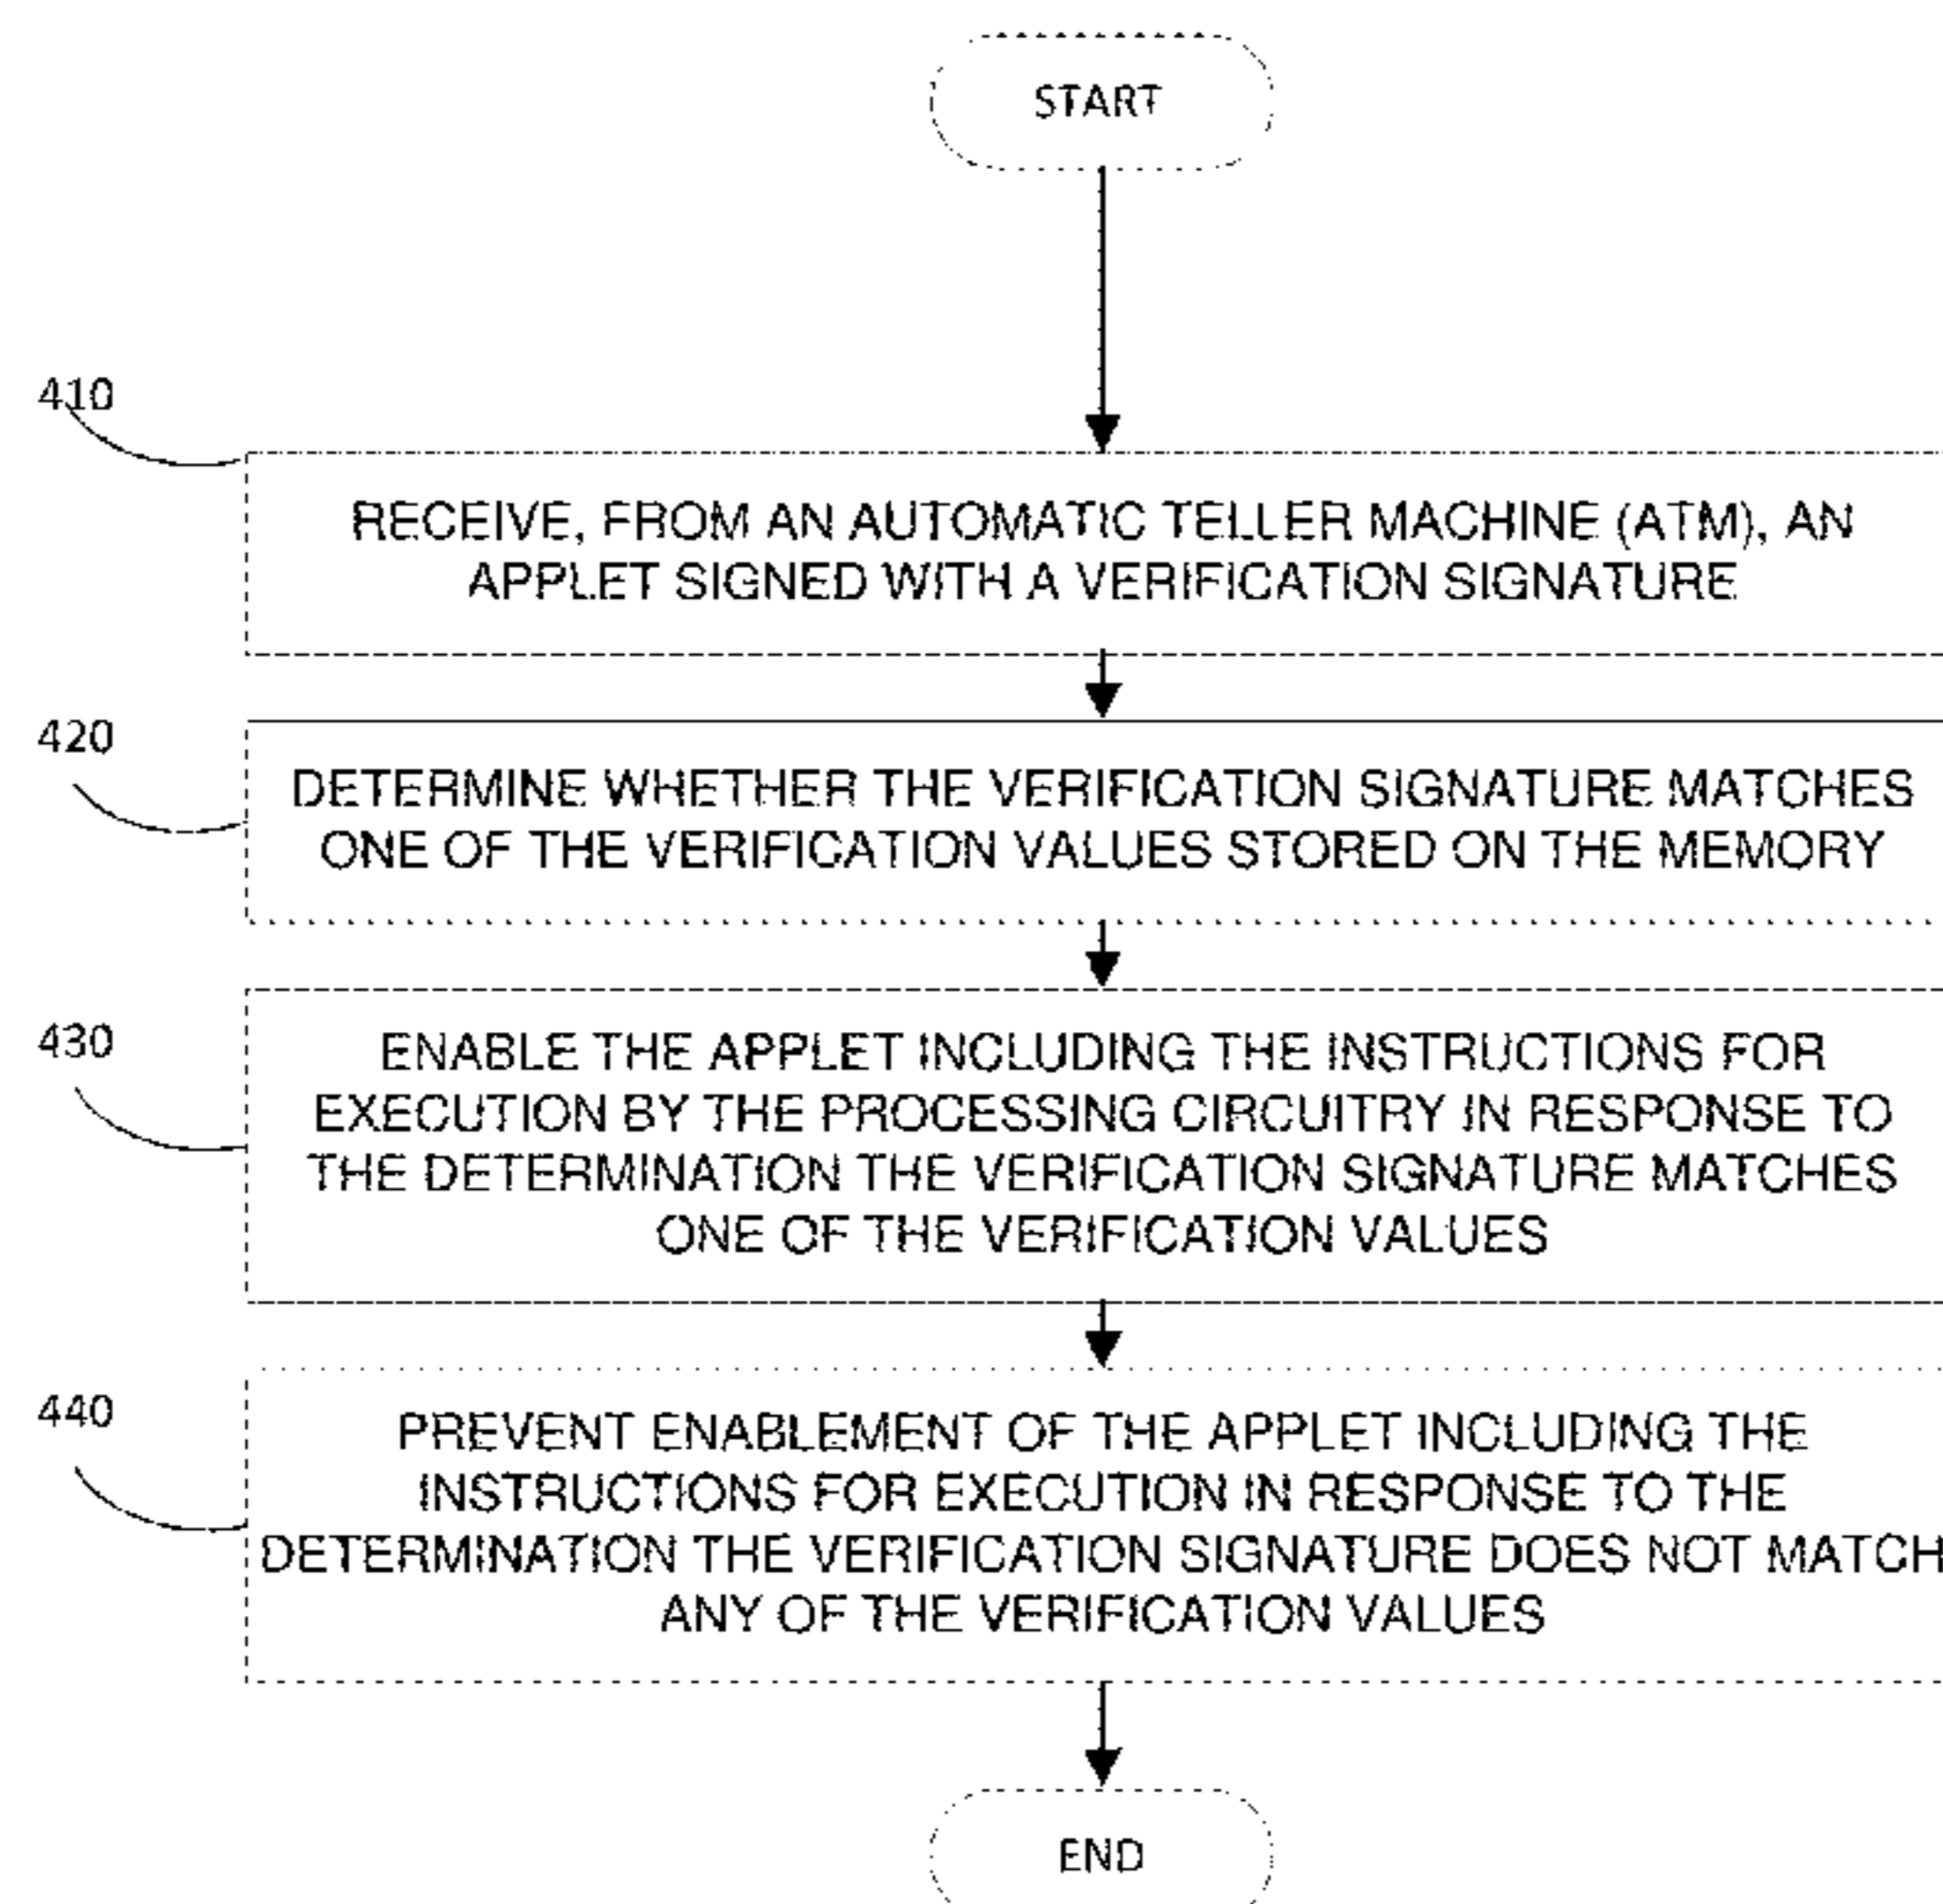 START
410
RECEIVE, FROM AN AUTOMATIC TELLER MACHINE (ATM), AN
APPLET SIGNED WITH A VERIFICATION SIGNATURE
420
DETERMINE WHETHER THE VERIFICATION SIGNATURE MATCHES
ONE OF THE VERIFICATION VALUES STORED ON THE MEMORY
430
ENABLE THE APPLET INCLUDING THE INSTRUCTIONS FOR
EXECUTION BY THE PROCESSING CIRCUITRY IN RESPONSE TO
THE DETERMINATION THE VERIFICATION SIGNATURE MATCHES
ONE OF THE VERIFICATION VALUES
440
PREVENT ENABLEMENT OF THE APPLET INCLUDING THE
INSTRUCTIONS FOR EXECUTION IN RESPONSE TO THE
DETERMINATION THE VERIFICATION SIGNATURE DOES NOT MATCH
ANY OF THE VERIFICATION VALUES
END